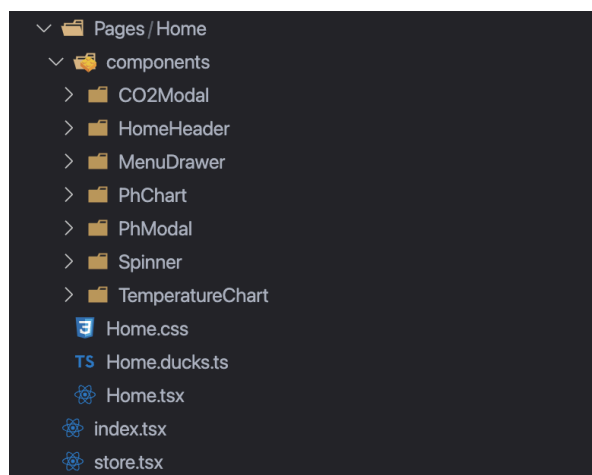 Pages / Home
components
CO2Modal
HomeHeader
MenuDrawer
PhChart
PhModal
Spinner
TemperatureChart
Home.css
TS Home.ducks.ts
Home.tsx
index.tsx
store.tsx